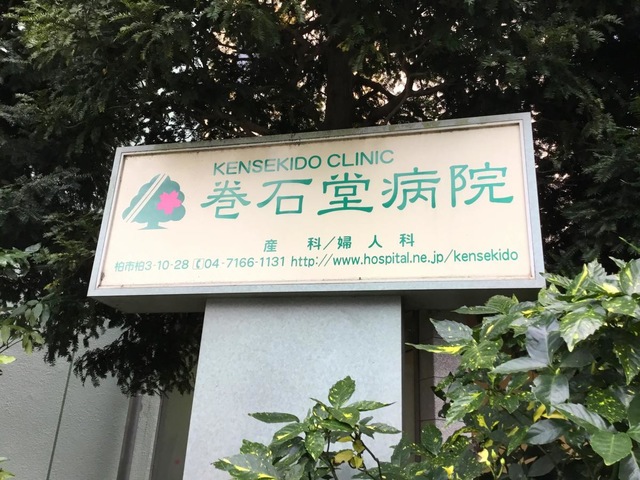 KENSEKIDO CLINIC
巻石堂病院
産 科/婦 人 科
柏市柏3-10-28 ☎04-7166-1131 http://www.hospital.ne.jp/kensekido